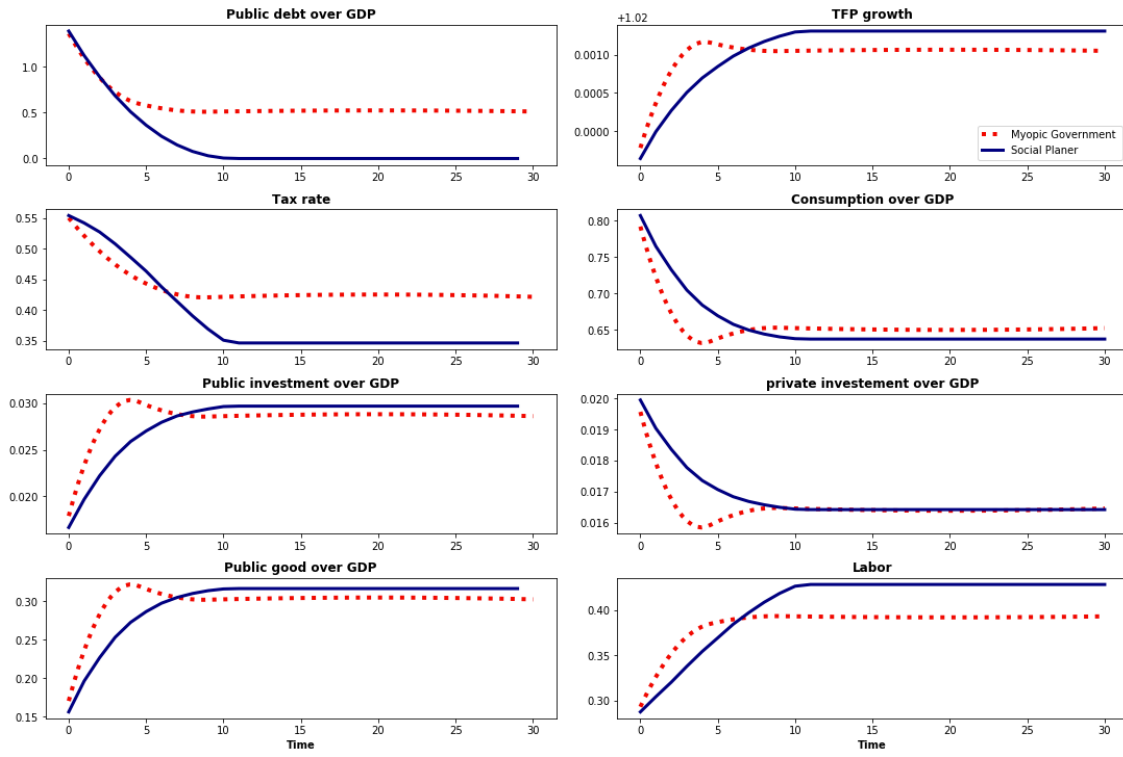 Public debt over GDP
1.0
0.5
0.0
0 5 10 15 20 25 30
TFP growth
+1.02
0.0010
0.0005
0.0000
Myopic Government
Social Planer
0 5 10 15 20 25 30
Tax rate
0.55
0.50
0.45
0.40
0.35
0 5 10 15 20 25 30
Consumption over GDP
0.80
0.75
0.70
0.65
0 5 10 15 20 25 30
Public investment over GDP
0.030
0.025
0.020
0 5 10 15 20 25 30
private investement over GDP
0.020
0.019
0.018
0.017
0.016
0 5 10 15 20 25 30
Public good over GDP
0.30
0.25
0.20
0.15
0 5 10 15 20 25 30
Time
Labor
0.40
0.35
0.30
0 5 10 15 20 25 30
Time